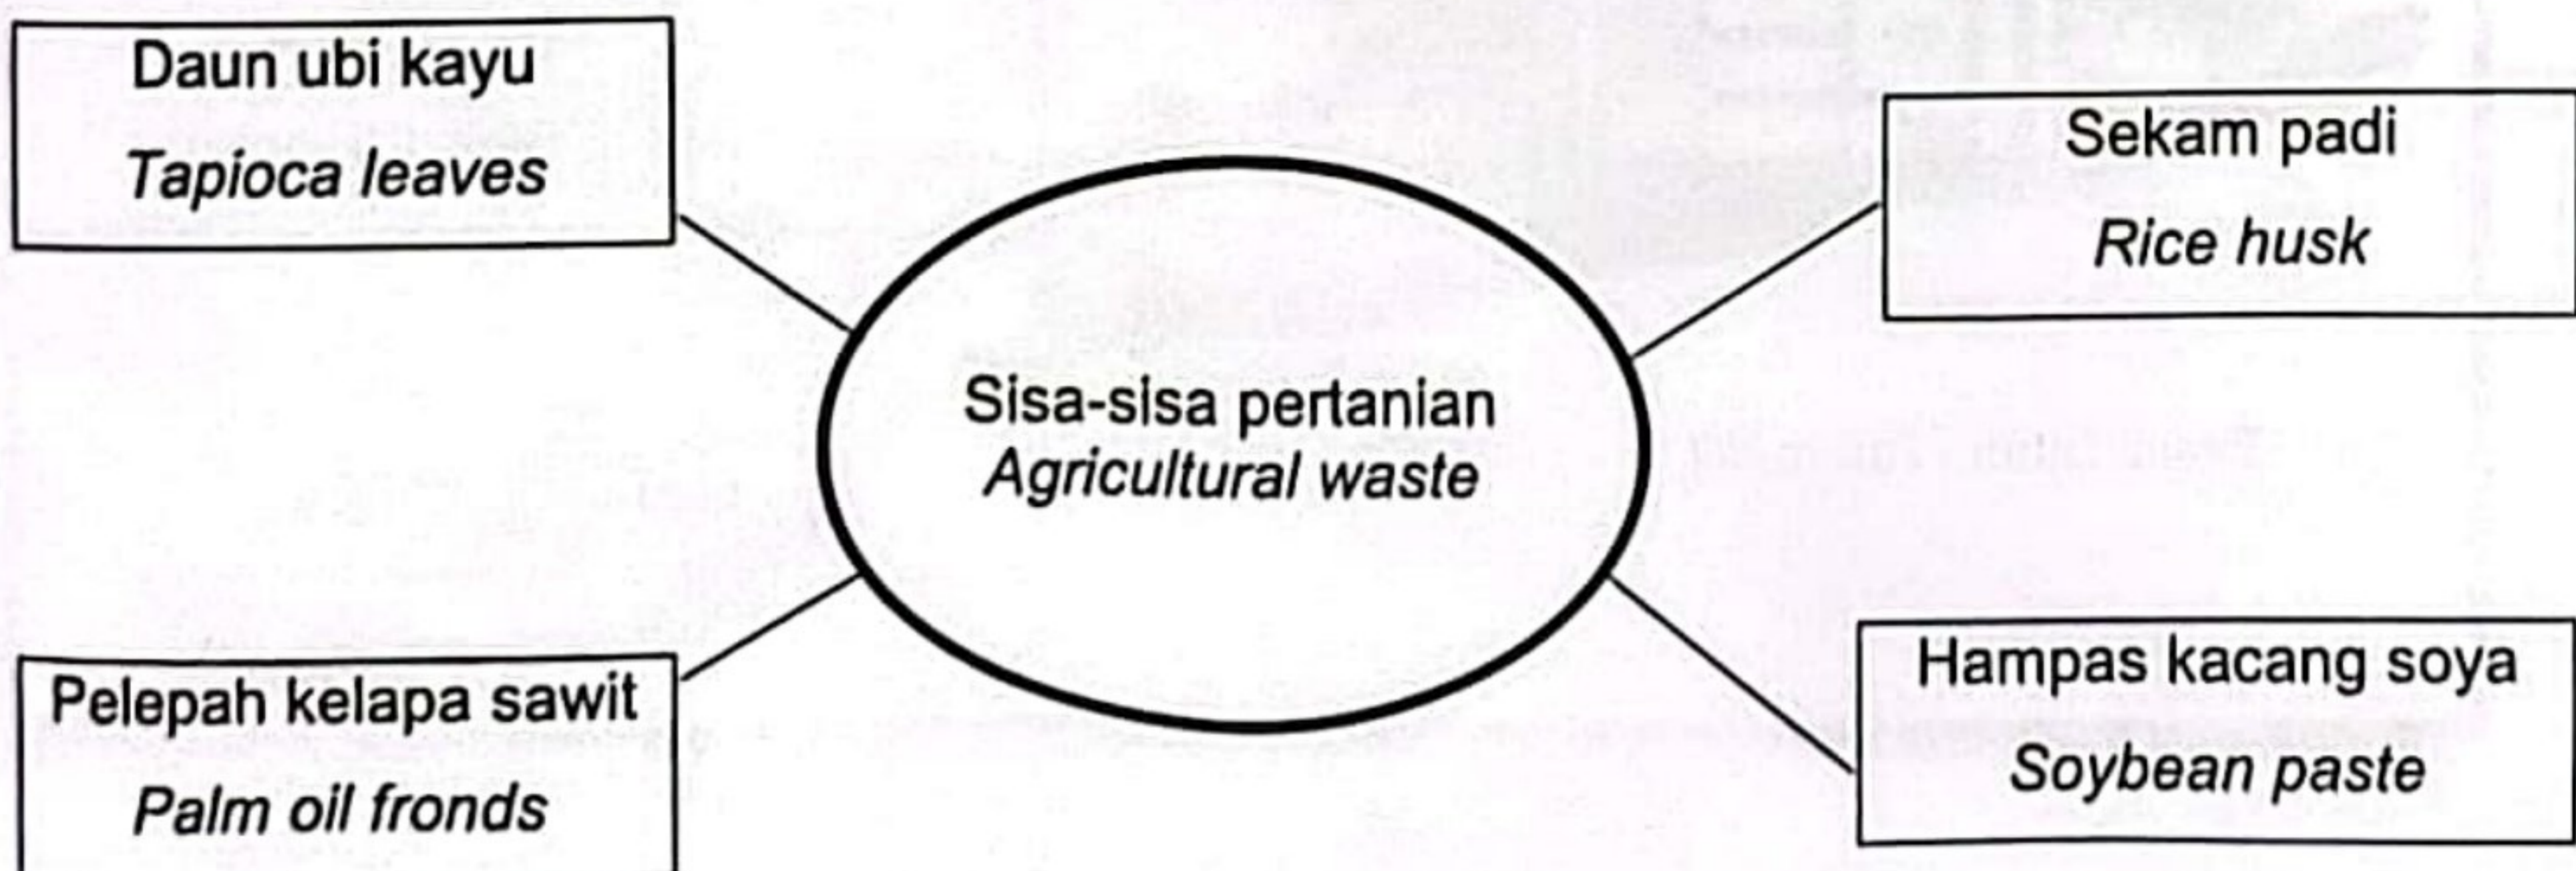 Daun ubi kayu
Tapioca leaves
Sekam padi
Rice husk
Sisa-sisa pertanian
Agricultural waste
Pelepah kelapa sawit
Palm oil fronds
Hampas kacang soya
Soybean paste